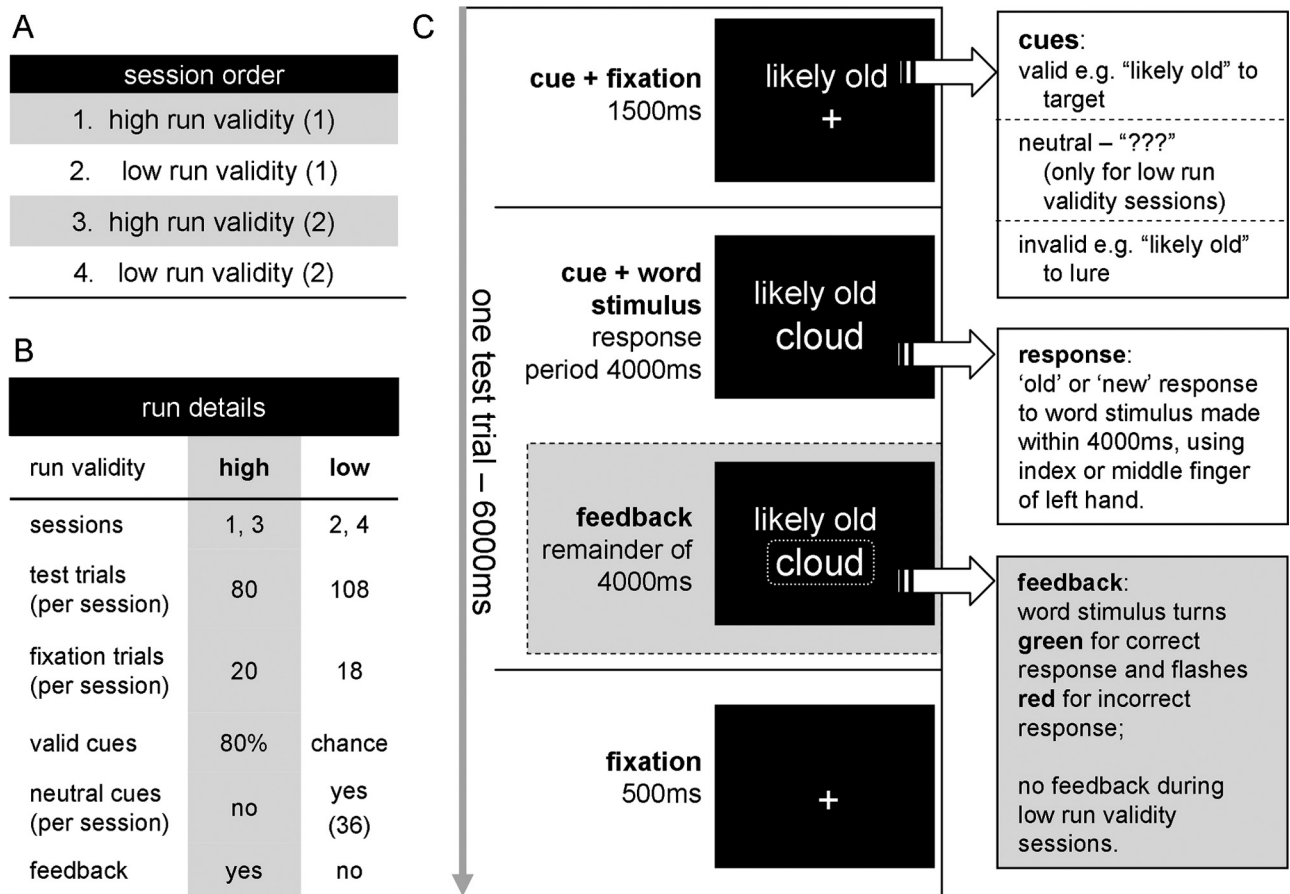 A
session order
1. high run validity (1)
2. low run validity (1)
3. high run validity (2)
4. low run validity (2)
B
run details
run validity high low
sessions 1, 3 2, 4
test trials
(per session) 80 108
fixation trials
(per session) 20 18
valid cues 80% chance
neutral cues
(per session) no yes
(36)
feedback yes no
C
one test trial – 6000ms
cue + fixation
1500ms
likely old
+
cues:
valid e.g. “likely old” to
target
neutral – “???”
(only for low run
validity sessions)
invalid e.g. “likely old”
to lure
cue + word
stimulus
response
period 4000ms
likely old
cloud
response:
‘old’ or ‘new’ response
to word stimulus made
within 4000ms, using
index or middle finger
of left hand.
feedback
remainder of
4000ms
likely old
cloud
feedback:
word stimulus turns
green for correct
response and flashes
red for incorrect
response;
no feedback during
low run validity
sessions.
fixation
500ms
+